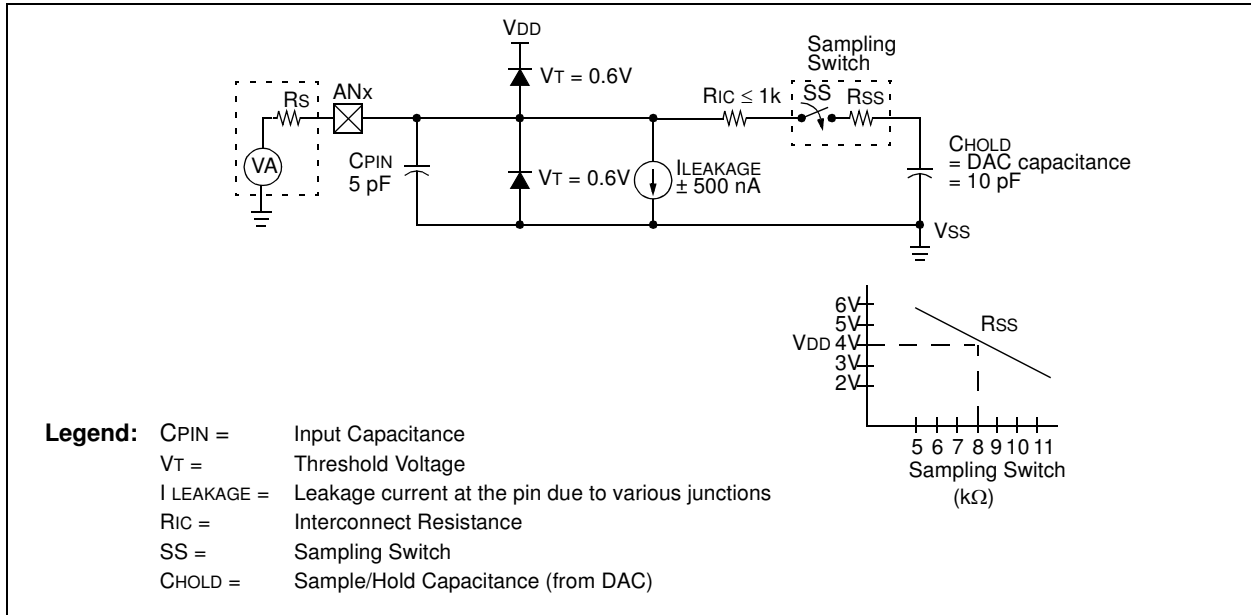 VDD
Sampling
Switch
VT = 0.6V
RS
ANx
RIC ≤ 1k
SS
RSS
VA
CPIN
5 pF
VT = 0.6V
ILEAKAGE
± 500 nA
CHOLD
= DAC capacitance
= 10 pF
VSS
6V
5V
VDD 4V
3V
2V
RSS
5 6 7 8 9 10 11
Sampling Switch
(kΩ)
Legend: CPIN = Input Capacitance
VT = Threshold Voltage
I LEAKAGE = Leakage current at the pin due to various junctions
RIC = Interconnect Resistance
SS = Sampling Switch
CHOLD = Sample/Hold Capacitance (from DAC)